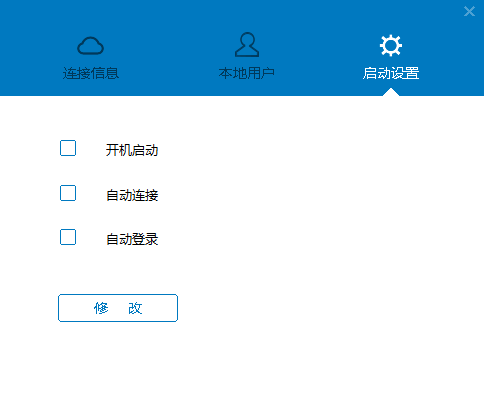 连接信息 本地用户 启动设置
开机启动
自动连接
自动登录
修 改